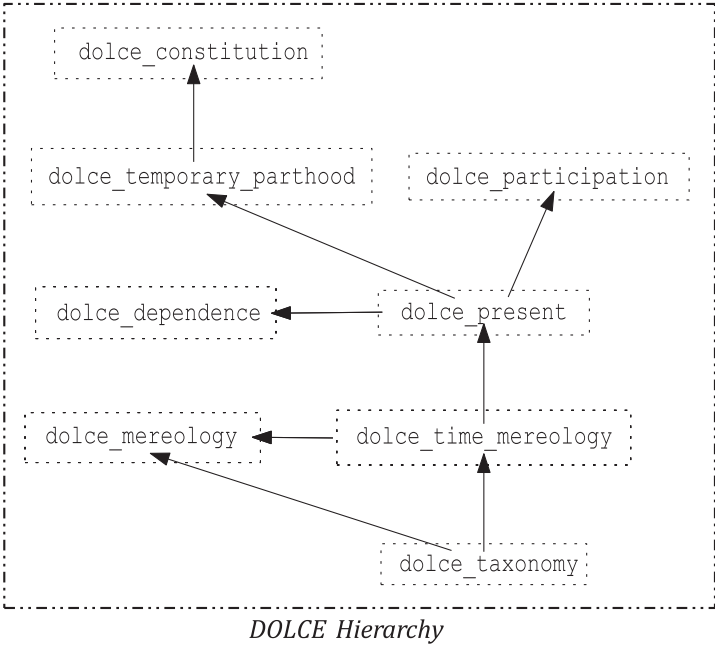 dolce_constitution
dolce_temporary_parthood
dolce_participation
dolce_dependence
dolce_present
dolce_mereology
dolce_time_mereology
dolce_taxonomy
DOLCE Hierarchy